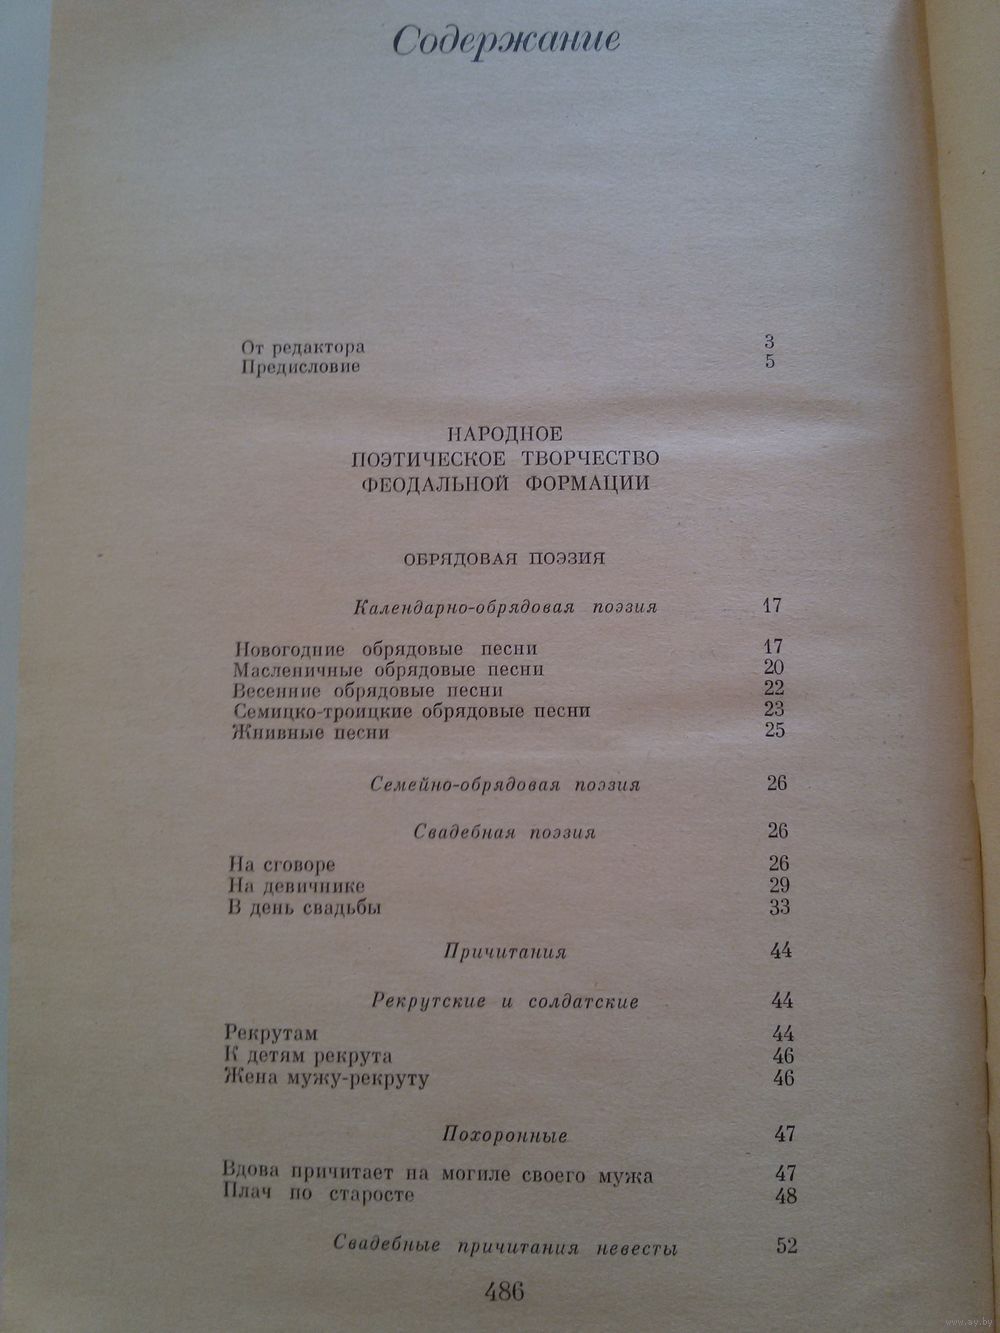 Содержание
От редактора 3
Предисловие 5
НАРОДНОЕ
ПОЭТИЧЕСКОЕ ТВОРЧЕСТВО
ФЕОДАЛЬНОЙ ФОРМАЦИИ
ОБРЯДОВАЯ ПОЭЗИЯ
Календарно-обрядовая поэзия 17
Новогодние обрядовые песни 17
Масленичные обрядовые песни 20
Весенние обрядовые песни 22
Семицко-троицкие обрядовые песни 23
Жнивные песни 25
Семейно-обрядовая поэзия 26
Свадебная поэзия 26
На сговоре 26
На девичнике 29
В день свадьбы 33
Причитания 44
Рекрутские и солдатские 44
Рекрутам 44
К детям рекрута 46
Жена мужу-рекруту 46
Похоронные 47
Вдова причитает на могиле своего мужа 47
Плач по старосте 48
Свадебные причитания невесты 52
486
www.ay.by